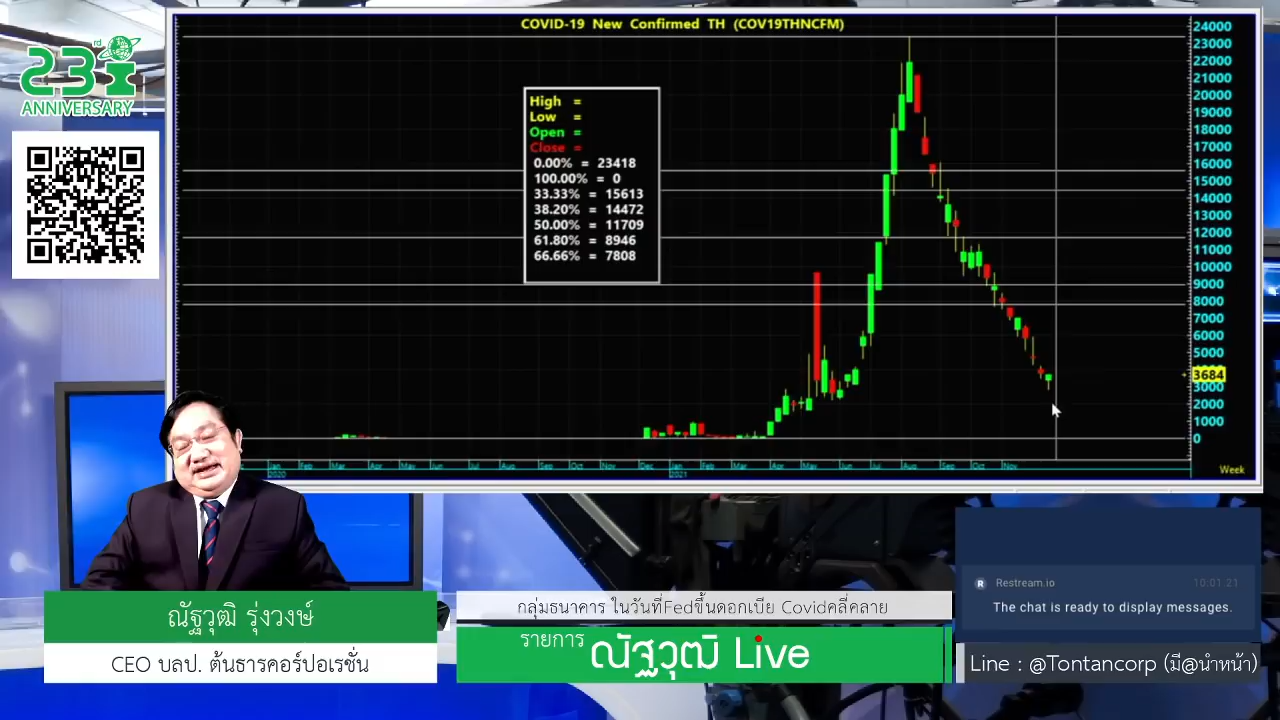 COVID-19 New Confirmed TH (COV19THNCFM)
23rd
ANNIVERSARY
High =
Low =
Open =
Close =
0.00% = 23418
100.00% = 0
33.33% = 15613
38.20% = 14472
50.00% = 11709
61.80% = 8946
66.66% = 7808
24000
23000
22000
21000
20000
19000
18000
17000
16000
15000
14000
13000
12000
11000
10000
9000
8000
7000
6000
5000
3684
3000
2000
1000
0
Jan Feb Mar Apr May Jun Jul Aug Sep Oct Nov Dec Jan Feb Mar Apr May Jun Jul Aug Sep Oct Nov
2020 2021
Week
ณัฐวุฒิ รุ่งวงษ์
CEO บลป. ต้นธารคอร์ปอเรชั่น
กลุ่มธนาคาร ในวันที่Fedขึ้นดอกเบี้ย Covidคลี่คลาย
รายการ
ณัฐวุฒิ Live
R Restream.io 10:01:21
The chat is ready to display messages.
Line : @Tontancorp (มี@นำหน้า)